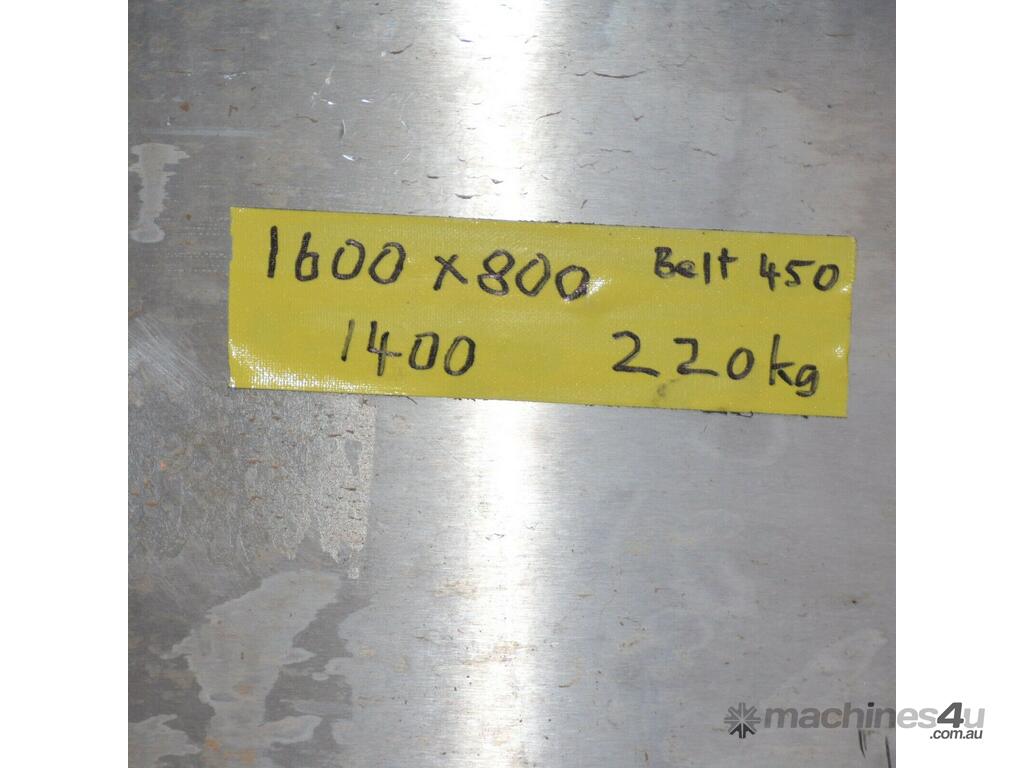 1600 x 800 Belt 450
1400 220kg
machines4u
.com.au